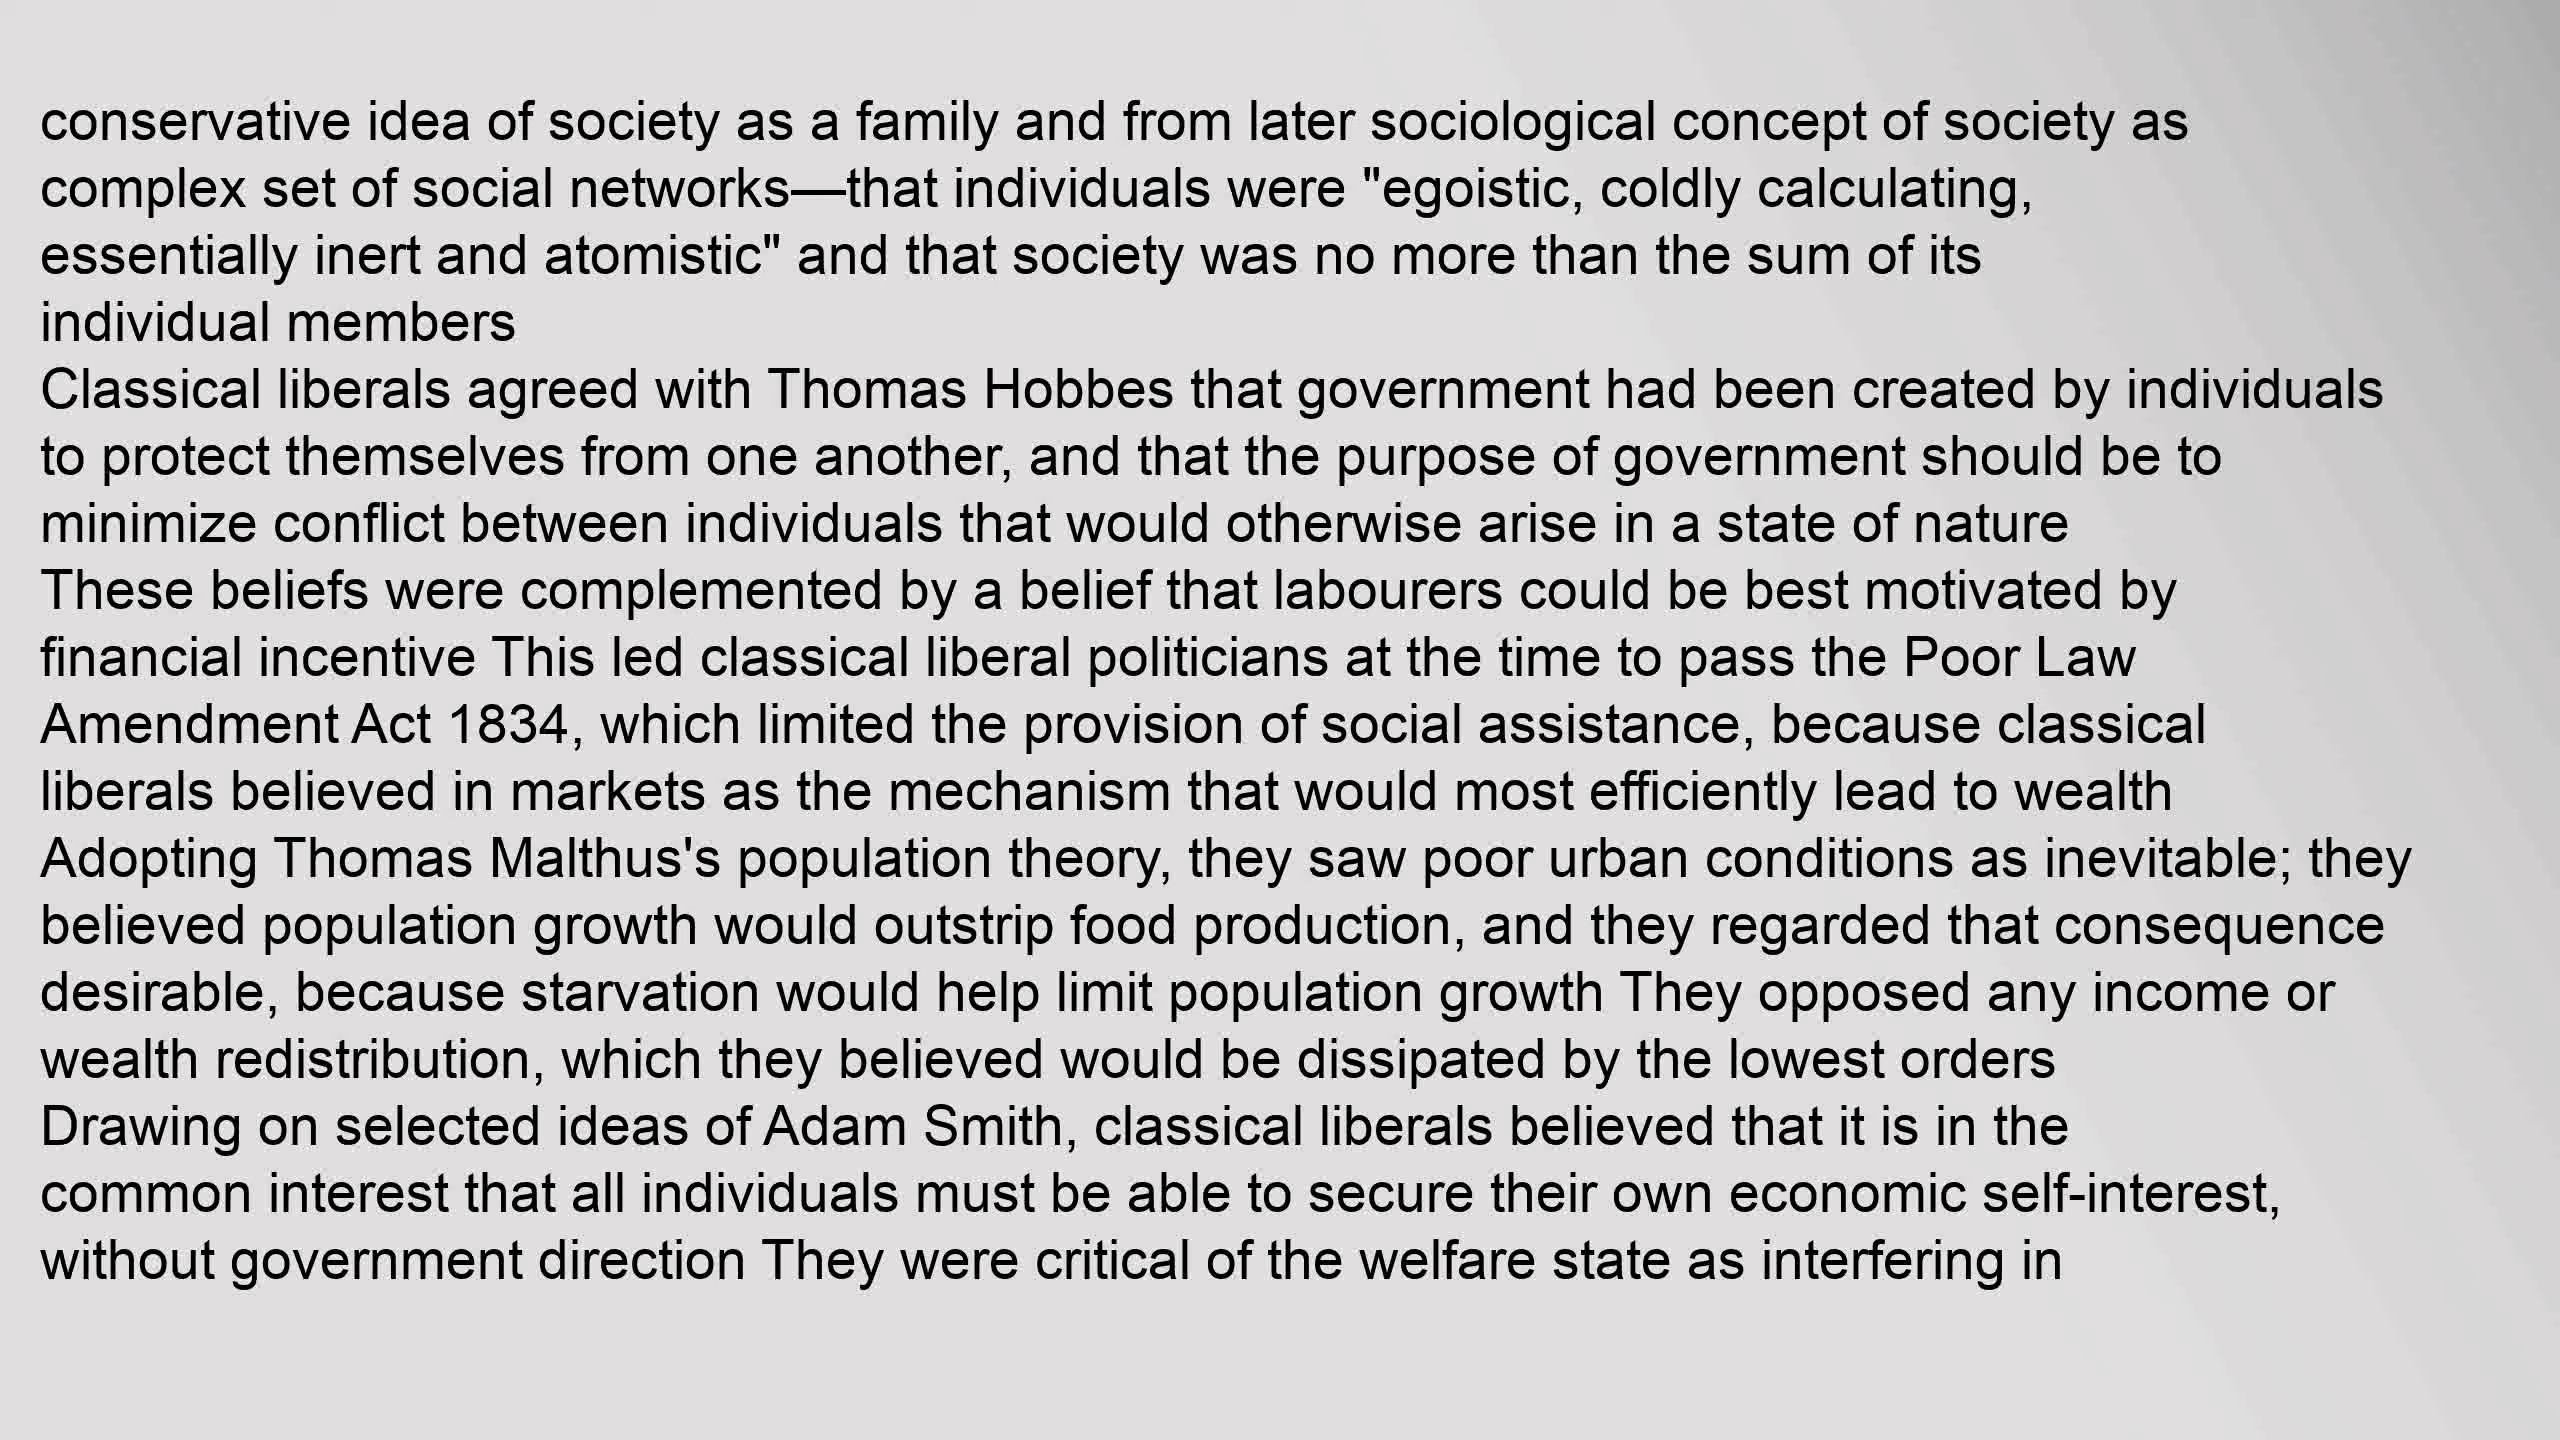 conservative idea of society as a family and from later sociological concept of society as
complex set of social networks—that individuals were "egoistic, coldly calculating,
essentially inert and atomistic" and that society was no more than the sum of its
individual members
Classical liberals agreed with Thomas Hobbes that government had been created by individuals
to protect themselves from one another, and that the purpose of government should be to
minimize conflict between individuals that would otherwise arise in a state of nature
These beliefs were complemented by a belief that labourers could be best motivated by
financial incentive This led classical liberal politicians at the time to pass the Poor Law
Amendment Act 1834, which limited the provision of social assistance, because classical
liberals believed in markets as the mechanism that would most efficiently lead to wealth
Adopting Thomas Malthus's population theory, they saw poor urban conditions as inevitable; they
believed population growth would outstrip food production, and they regarded that consequence
desirable, because starvation would help limit population growth They opposed any income or
wealth redistribution, which they believed would be dissipated by the lowest orders
Drawing on selected ideas of Adam Smith, classical liberals believed that it is in the
common interest that all individuals must be able to secure their own economic self-interest,
without government direction They were critical of the welfare state as interfering in